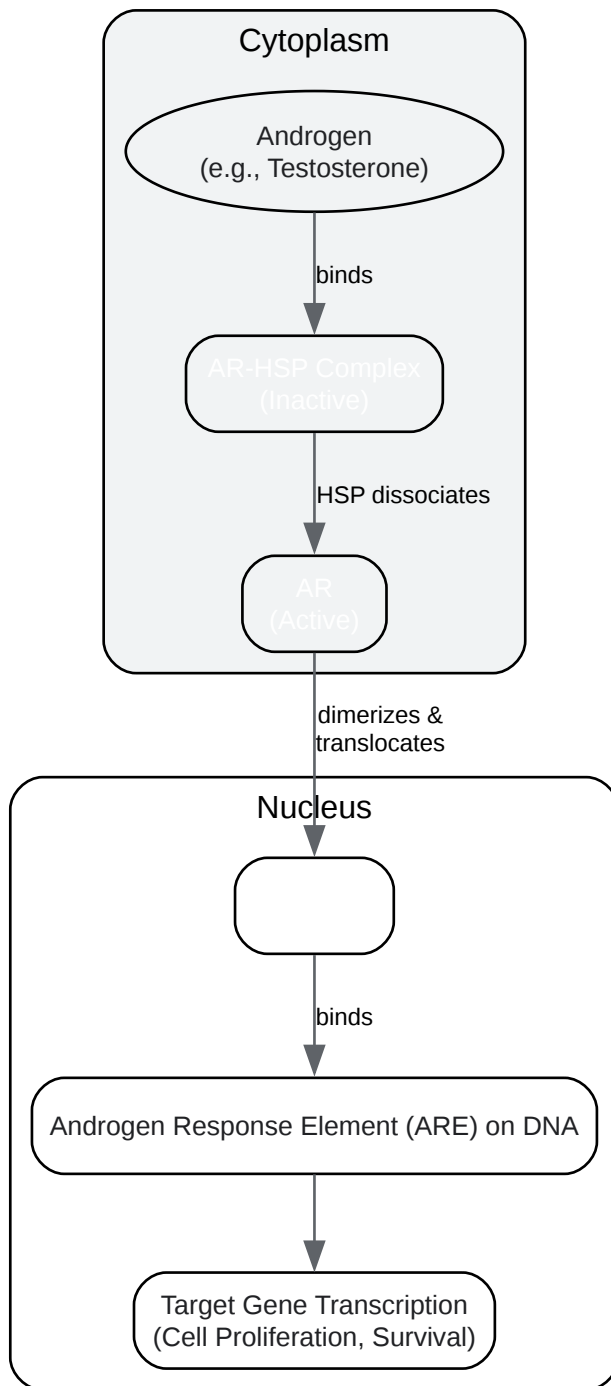 Cytoplasm
Androgen
(e.g., Testosterone)
binds
AR-HSP Complex
(Inactive)
HSP dissociates
AR
(Active)
dimerizes &
translocates
Nucleus
binds
Androgen Response Element (ARE) on DNA
Target Gene Transcription
(Cell Proliferation, Survival)